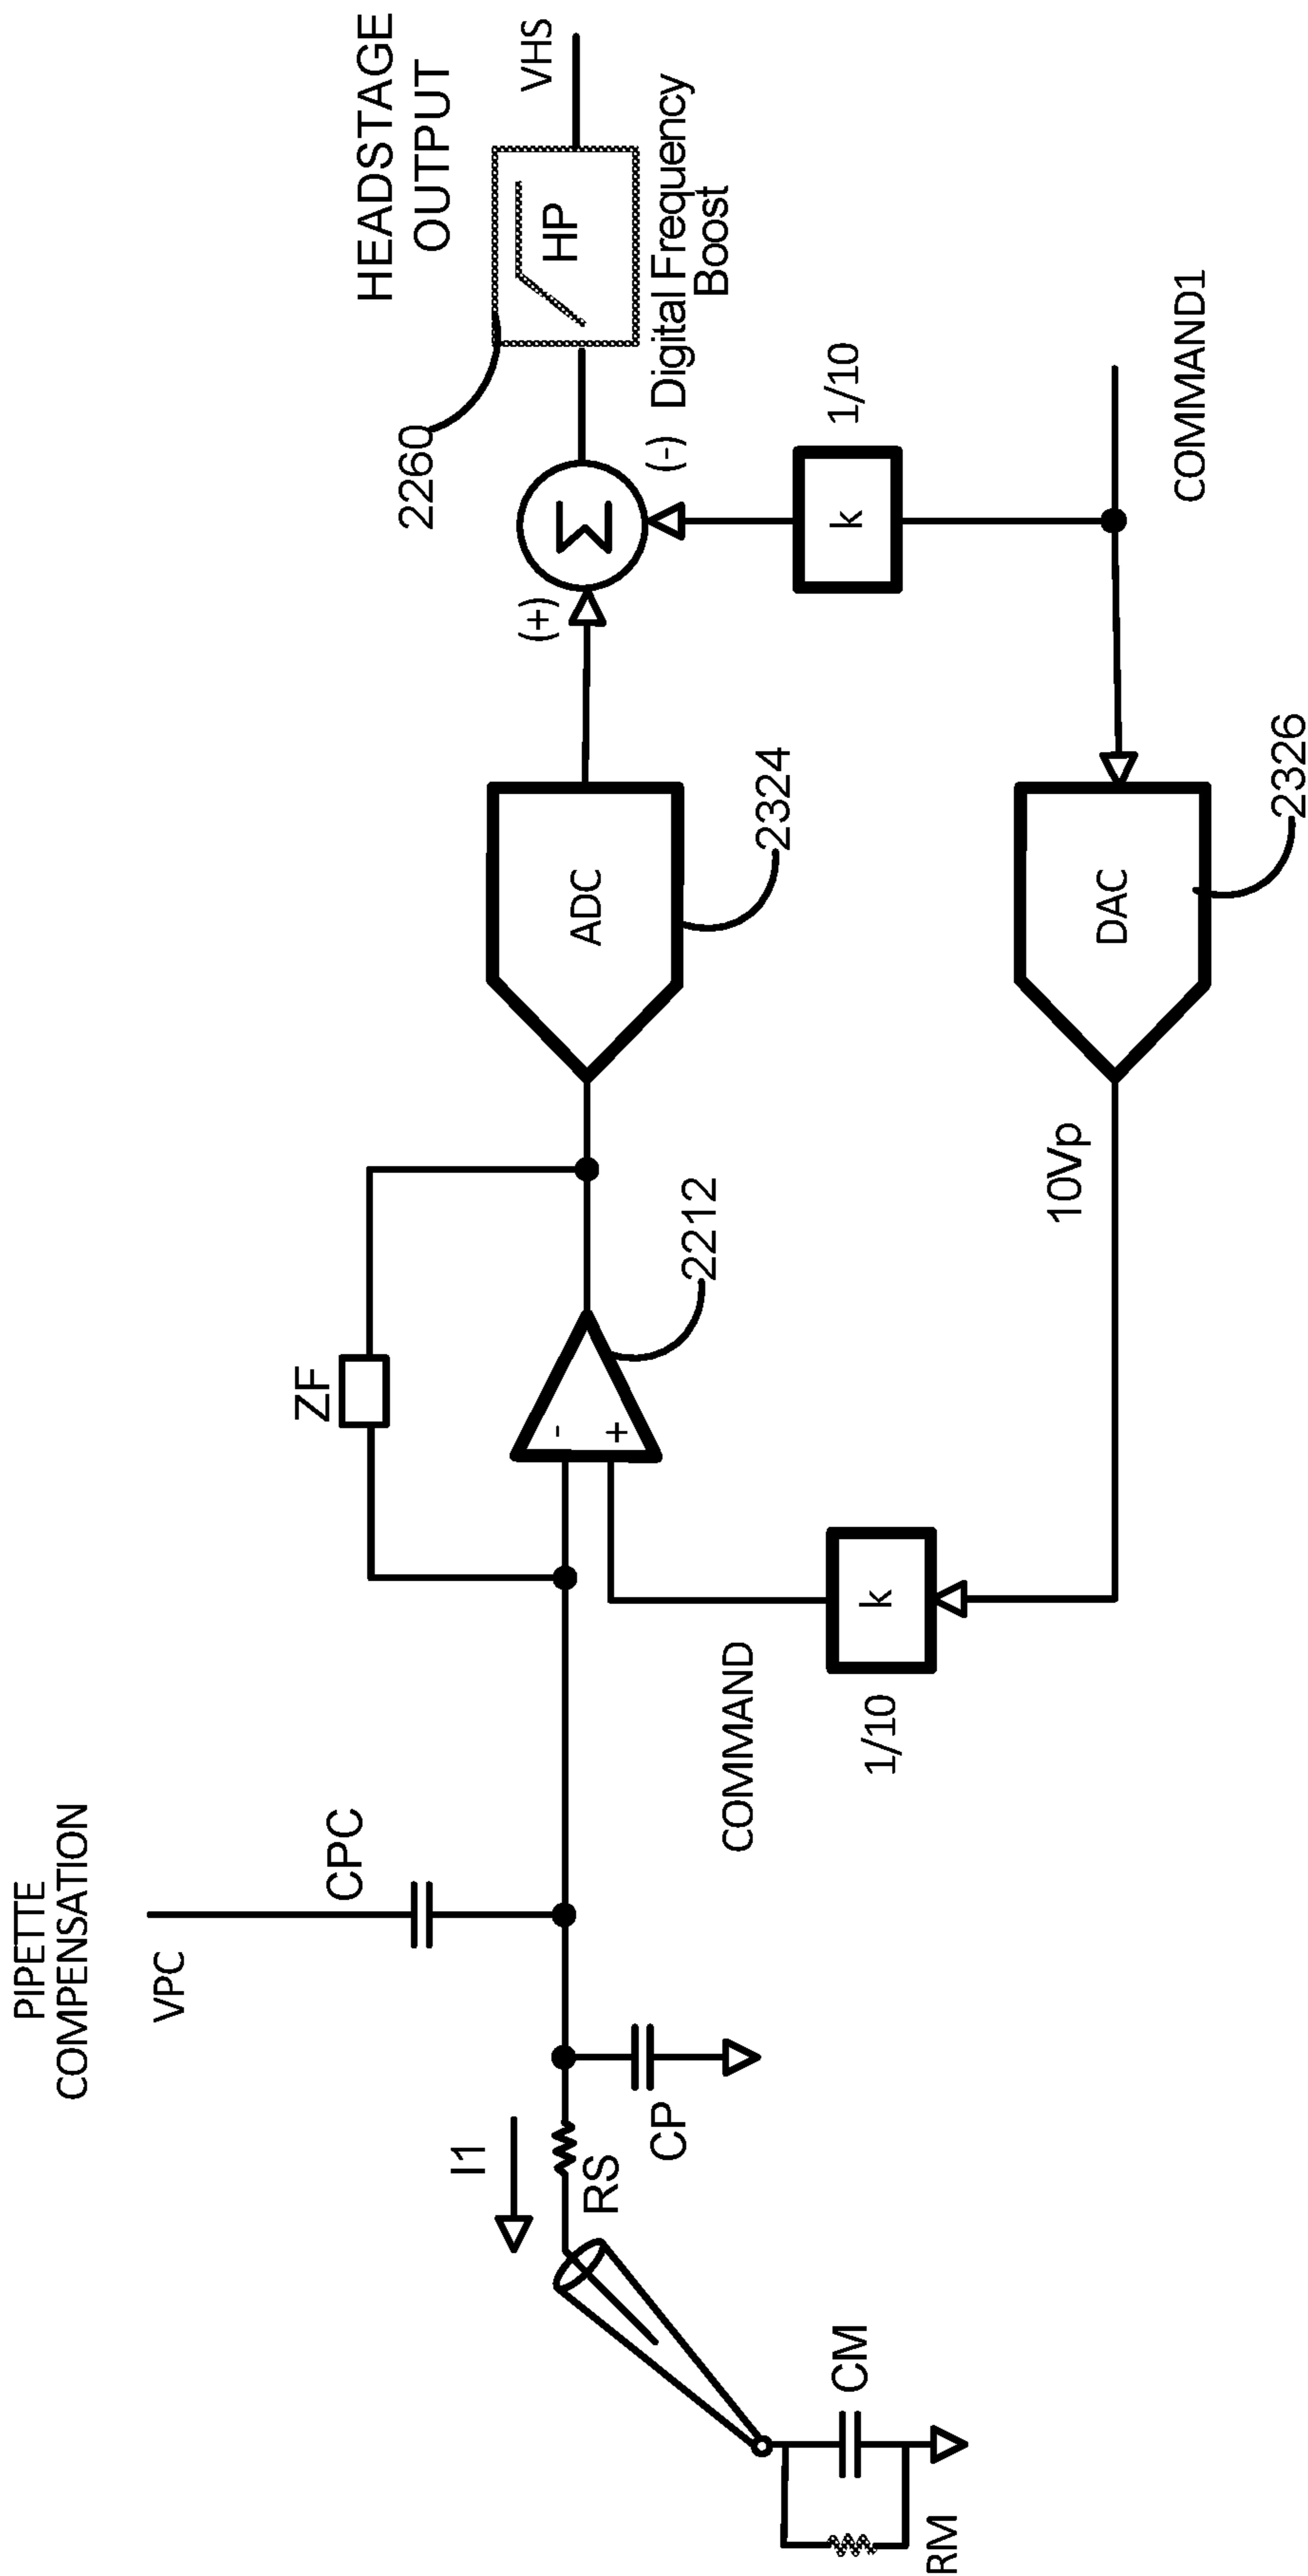 PIPETTE
COMPENSATION
VPC
CPC
I1
RS
CP
CM
RM
ZF
-
+
2212
COMMAND
k
1/10
10Vp
ADC
2324
DAC
2326
(+)
Σ
(-)
k
1/10
COMMAND1
2260
HP
Digital Frequency
Boost
HEADSTAGE
OUTPUT
VHS